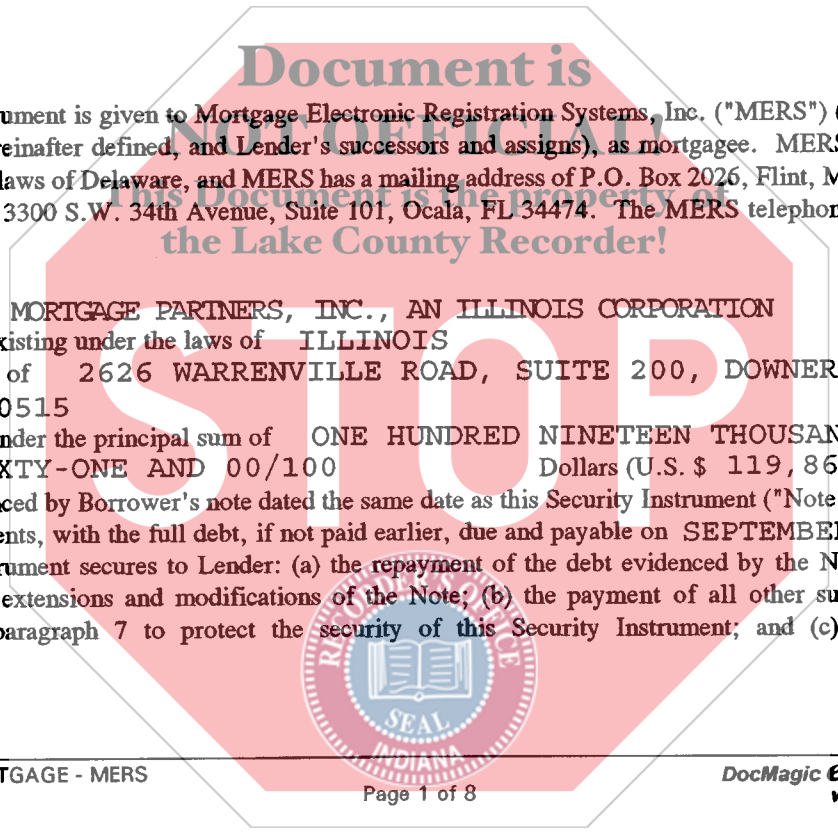 Document is
ument is given to Mortgage Electronic Registration Systems, Inc. ("MERS") (
NOT OFFICIAL!
reinafter defined, and Lender's successors and assigns), as mortgagee. MERS
laws of Delaware, and MERS has a mailing address of P.O. Box 2026, Flint, M
This Document is the property of
3300 S.W. 34th Avenue, Suite 101, Ocala, FL 34474. The MERS telephon
the Lake County Recorder!
MORTGAGE PARTNERS, INC., AN ILLINOIS CORPORATION
xisting under the laws of ILLINOIS
of 2626 WARRENVILLE ROAD, SUITE 200, DOWNER
0515
STOP
nder the principal sum of ONE HUNDRED NINETEEN THOUSAN
XTY-ONE AND 00/100 Dollars (U.S. $ 119,86
ced by Borrower's note dated the same date as this Security Instrument ("Note
ents, with the full debt, if not paid earlier, due and payable on SEPTEMBER
rument secures to Lender: (a) the repayment of the debt evidenced by the N
extensions and modifications of the Note; (b) the payment of all other su
paragraph 7 to protect the security of this Security Instrument; and (c)
RECORDER'S OFFICE
SEAL
INDIANA
TGAGE - MERS DocMagic
Page 1 of 8